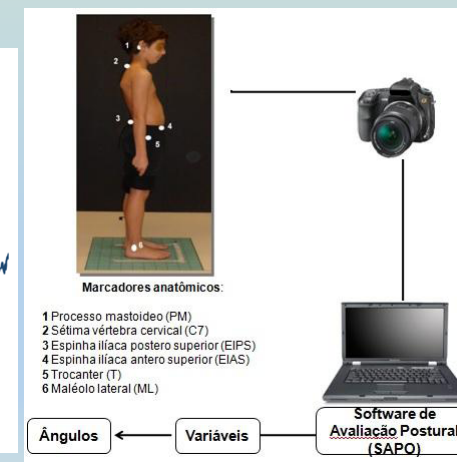 1
2
3
4
5
6
Marcadores anatômicos:
1 Processo mastoideo (PM)
2 Sétima vértebra cervical (C7)
3 Espinha ilíaca postero superior (EIPS)
4 Espinha ilíaca antero superior (EIAS)
5 Trocanter (T)
6 Maléolo lateral (ML)
Ângulos
Variáveis
Software de
Avaliação Postural
(SAPO)